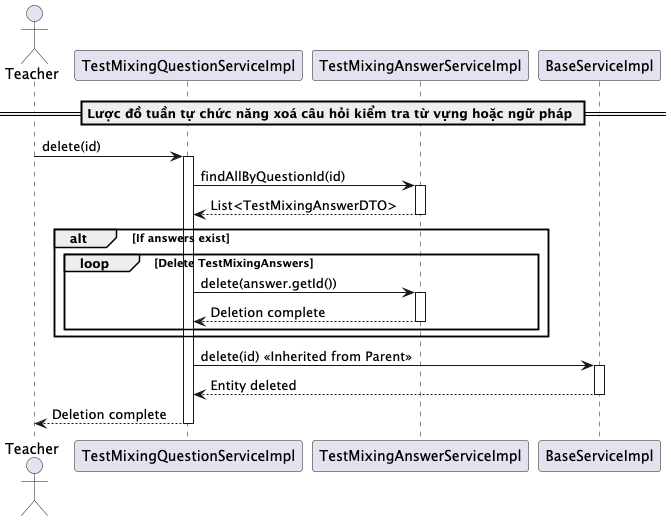 Teacher
TestMixingQuestionServiceImpl
TestMixingAnswerServiceImpl
BaseServiceImpl
Lược đồ tuần tự chức năng xoá câu hỏi kiểm tra từ vựng hoặc ngữ pháp
delete(id)
findAllByQuestionId(id)
List<TestMixingAnswerDTO>
alt [If answers exist]
loop [Delete TestMixingAnswers]
delete(answer.getId())
Deletion complete
delete(id) «Inherited from Parent»
Entity deleted
Deletion complete
Teacher
TestMixingQuestionServiceImpl
TestMixingAnswerServiceImpl
BaseServiceImpl